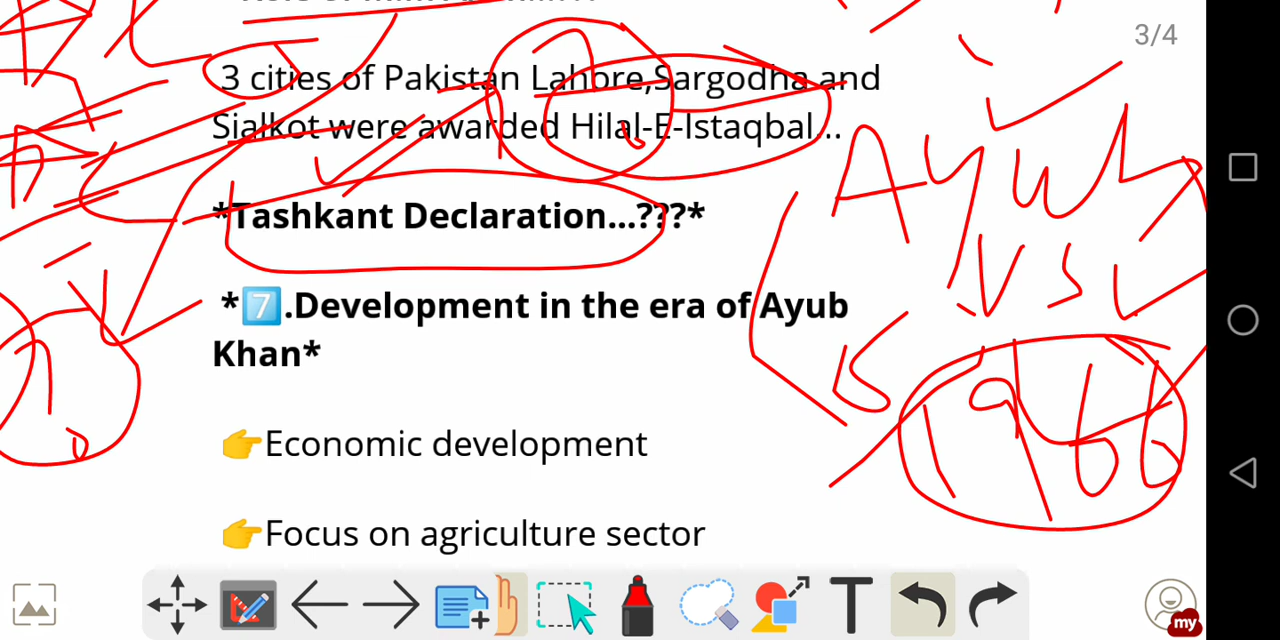 3/4
3 cities of Pakistan Lahore,Sargodha and
Sialkot were awarded Hilal-E-Istaqbal...
*Tashkant Declaration...???*
*7️⃣.Development in the era of Ayub
Khan*
👉Economic development
👉Focus on agriculture sector
Ayub
VS
1966
T
my